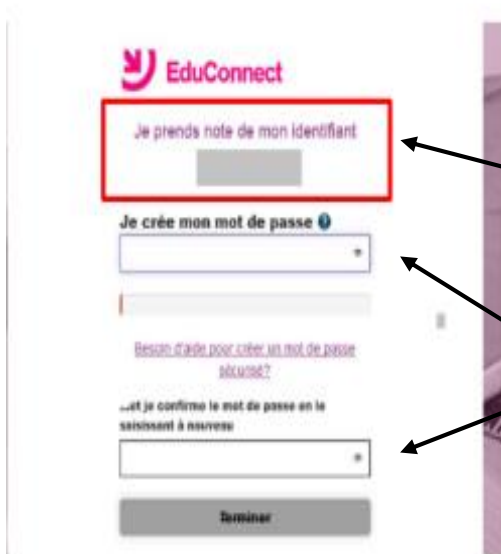 EduConnect
Je prends note de mon identifiant
Je crée mon mot de passe
Besoin d'aide pour créer un mot de passe
sécurisé?
...et je confirme le mot de passe en le
saisissant à nouveau
Terminer